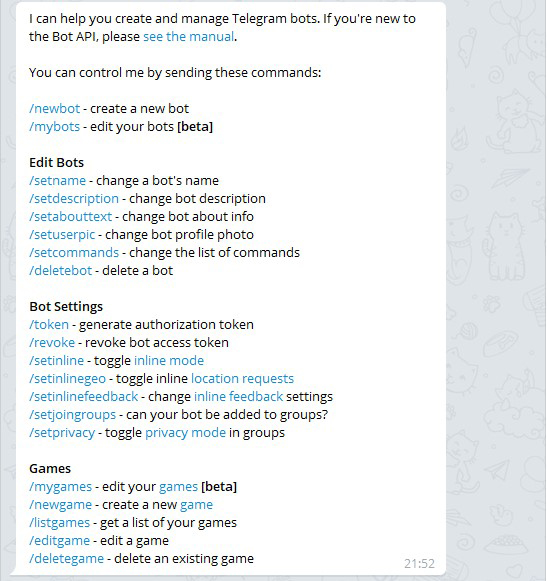 I can help you create and manage Telegram bots. If you're new to
the Bot API, please see the manual.
You can control me by sending these commands:
/newbot - create a new bot
/mybots - edit your bots [beta]
Edit Bots
/setname - change a bot's name
/setdescription - change bot description
/setabouttext - change bot about info
/setuserpic - change bot profile photo
/setcommands - change the list of commands
/deletebot - delete a bot
Bot Settings
/token - generate authorization token
/revoke - revoke bot access token
/setinline - toggle inline mode
/setinlinegeo - toggle inline location requests
/setinlinefeedback - change inline feedback settings
/setjoingroups - can your bot be added to groups?
/setprivacy - toggle privacy mode in groups
Games
/mygames - edit your games [beta]
/newgame - create a new game
/listgames - get a list of your games
/editgame - edit a game
/deletegame - delete an existing game
21:52